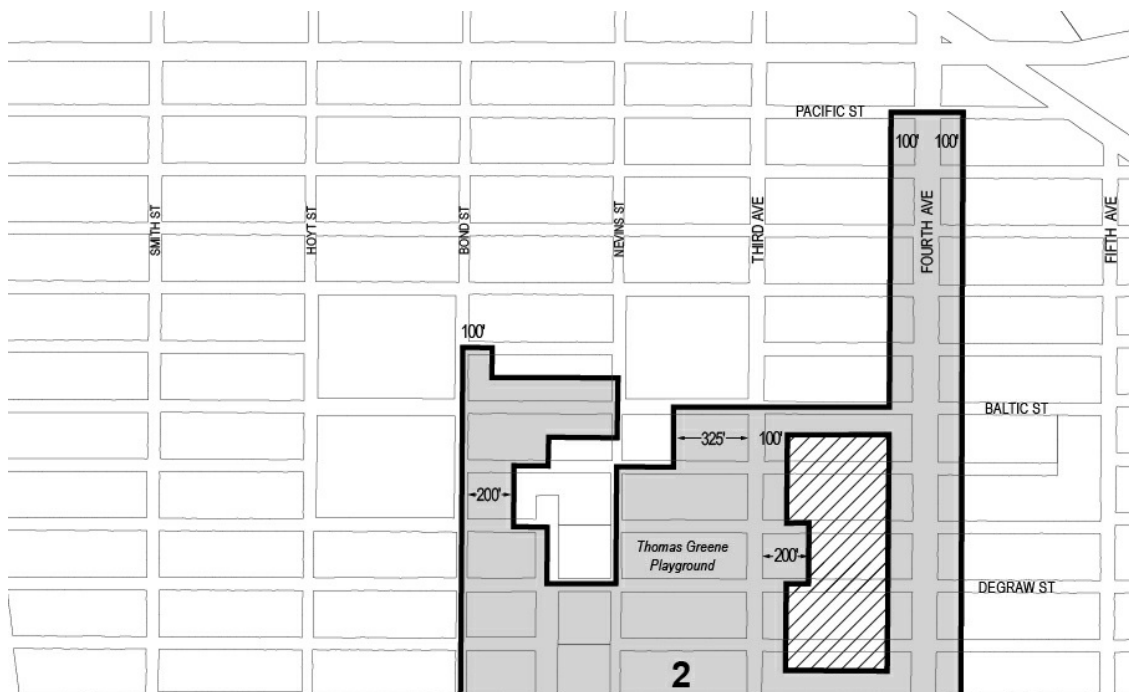 PACIFIC ST
100'
100'
SMITH ST
HOYT ST
BOND ST
NEVINS ST
THIRD AVE
FOURTH AVE
FIFTH AVE
100'
BALTIC ST
325'
100'
200'
Thomas Greene
Playground
200'
DEGRAW ST
2